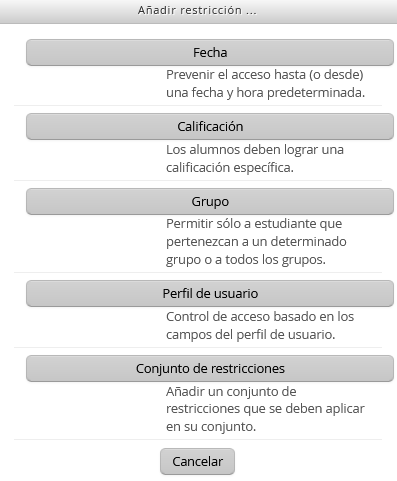 Añadir restricción ...
Fecha
Prevenir el acceso hasta (o desde)
una fecha y hora predeterminada.
Calificación
Los alumnos deben lograr una
calificación específica.
Grupo
Permitir sólo a estudiante que
pertenezcan a un determinado
grupo o a todos los grupos.
Perfil de usuario
Control de acceso basado en los
campos del perfil de usuario.
Conjunto de restricciones
Añadir un conjunto de
restricciones que se deben aplicar
en su conjunto.
Cancelar